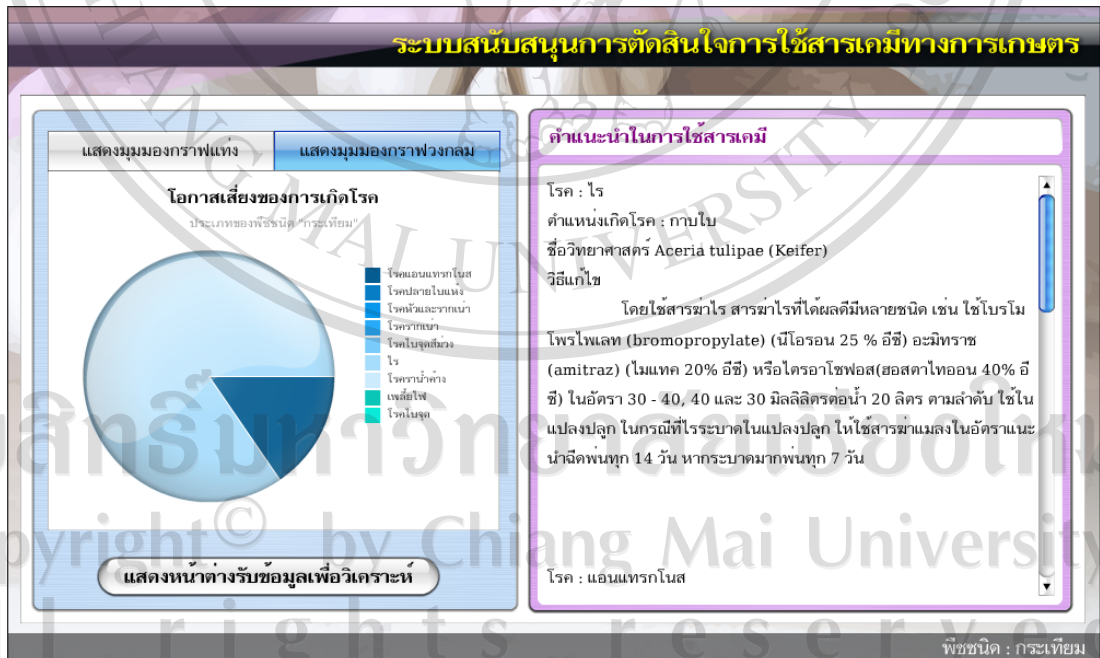 ระบบสนับสนุนการตัดสินใจการใช้สารเคมีทางการเกษตร
แสดงมุมมองกราฟแท่ง
แสดงมุมมองกราฟวงกลม
โอกาสเสี่ยงของการเกิดโรค
ประเภทของพืชชนิด "กระเทียม"
โรคแอนแทรกโนส
โรคปลายใบแห้ง
โรคหัวและรากเน่า
โรครากเน่า
โรคใบจุดสีม่วง
ไร
โรคราน้ำค้าง
เพลี้ยไฟ
โรคใบจุด
แสดงหน้าต่างรับข้อมูลเพื่อวิเคราะห์
คำแนะนำในการใช้สารเคมี
โรค : ไร
ตำแหน่งเกิดโรค : กาบใบ
ชื่อวิทยาศาสตร์ Aceria tulipae (Keifer)
วิธีแก้ไข
โดยใช้สารฆ่าไร สารฆ่าไรที่ได้ผลดีมีหลายชนิด เช่น ใช้โบรโม
โพรไพเลท (bromopropylate) (นีโอรอน 25 % อีซี) อะมิทราช
(amitraz) (ไมแทค 20% อีซี) หรือไตรอาโซฟอส(ฮอสตาไทออน 40% อี
ซี) ในอัตรา 30 - 40, 40 และ 30 มิลลิลิตรต่อน้ำ 20 ลิตร ตามลำดับ ใช้ใน
แปลงปลูก ในกรณีที่ไรระบาดในแปลงปลูก ให้ใช้สารฆ่าแมลงในอัตราแนะ
นำฉีดพ่นทุก 14 วัน หากระบาดมากพ่นทุก 7 วัน
โรค : แอนแทรกโนส
พืชชนิด : กระเทียม
ลิขสิทธิ์มหาวิทยาลัยเชียงใหม่
Copyright© by Chiang Mai University
All rights reserved
CHIANG MAI UNIVERSITY